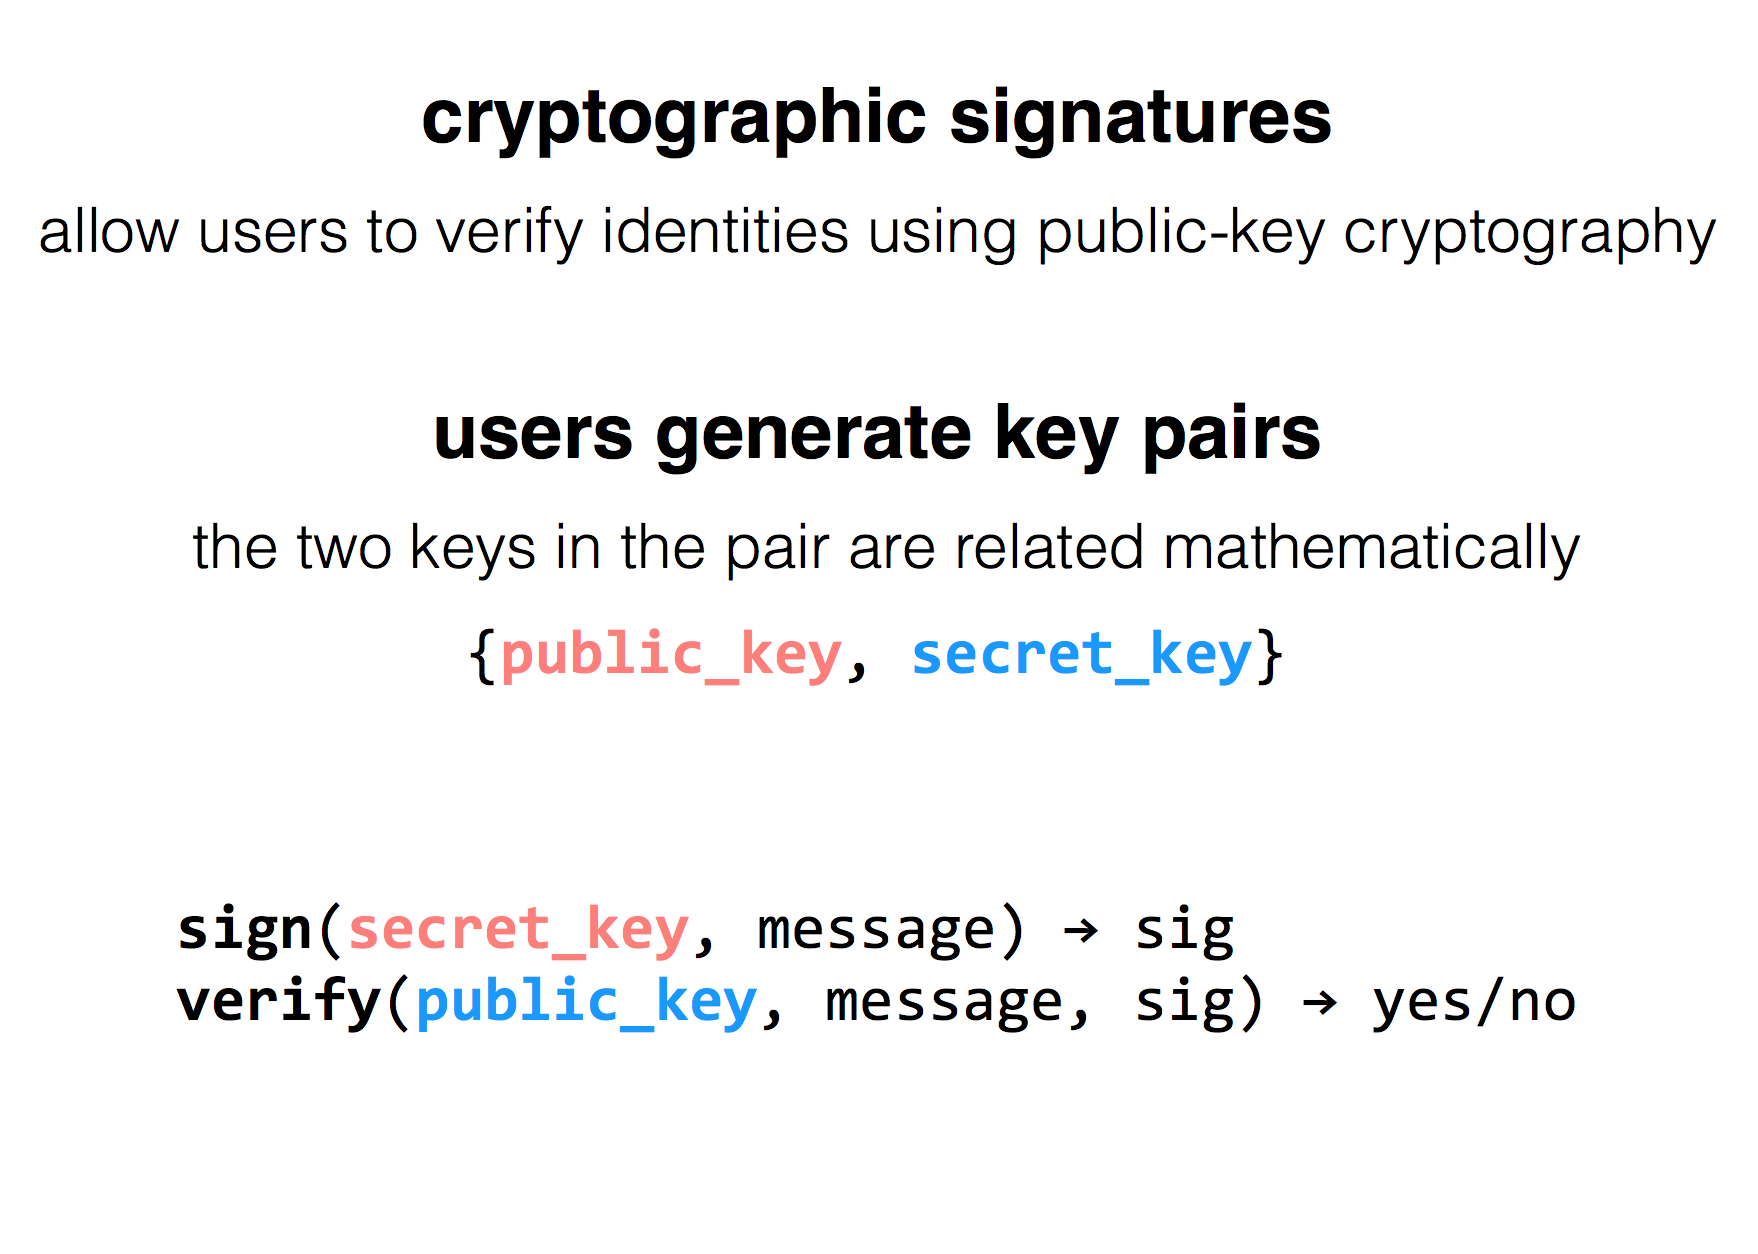 cryptographic signatures
allow users to verify identities using public-key cryptography
users generate key pairs
the two keys in the pair are related mathematically
{public_key, secret_key}
sign(secret_key, message) → sig
verify(public_key, message, sig) → yes/no